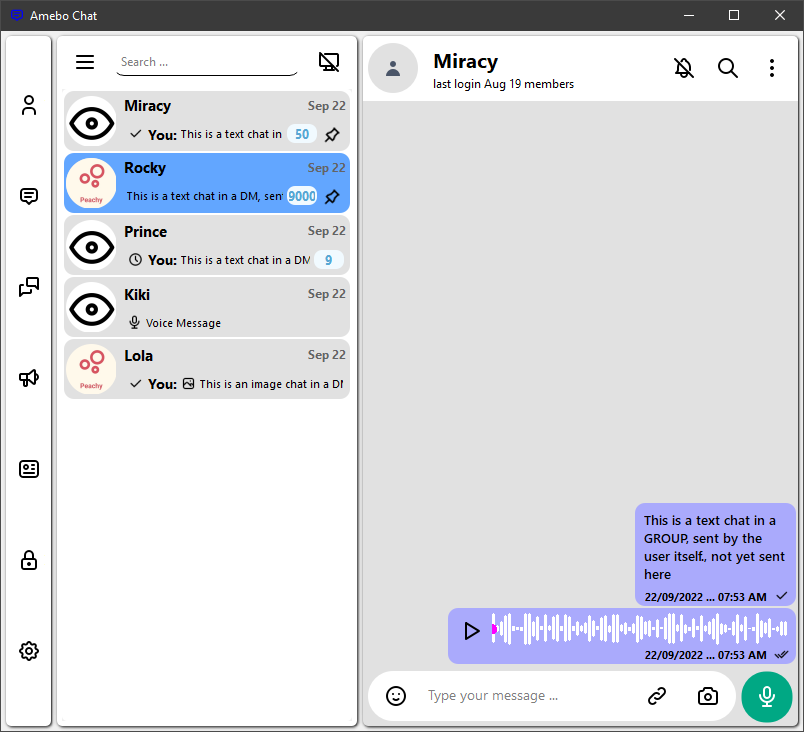 Amebo Chat
Search ...
Miracy
Sep 22
You: This is a text chat in
50
Rocky
Sep 22
Peachy
This is a text chat in a DM, sen
9000
Prince
Sep 22
You: This is a text chat in a DM
9
Kiki
Sep 22
Voice Message
Lola
Sep 22
Peachy
You: This is an image chat in a DM
Miracy
last login Aug 19 members
This is a text chat in a
GROUP, sent by the
user itself., not yet sent
here
22/09/2022 ... 07:53 AM
22/09/2022 ... 07:53 AM
Type your message ...